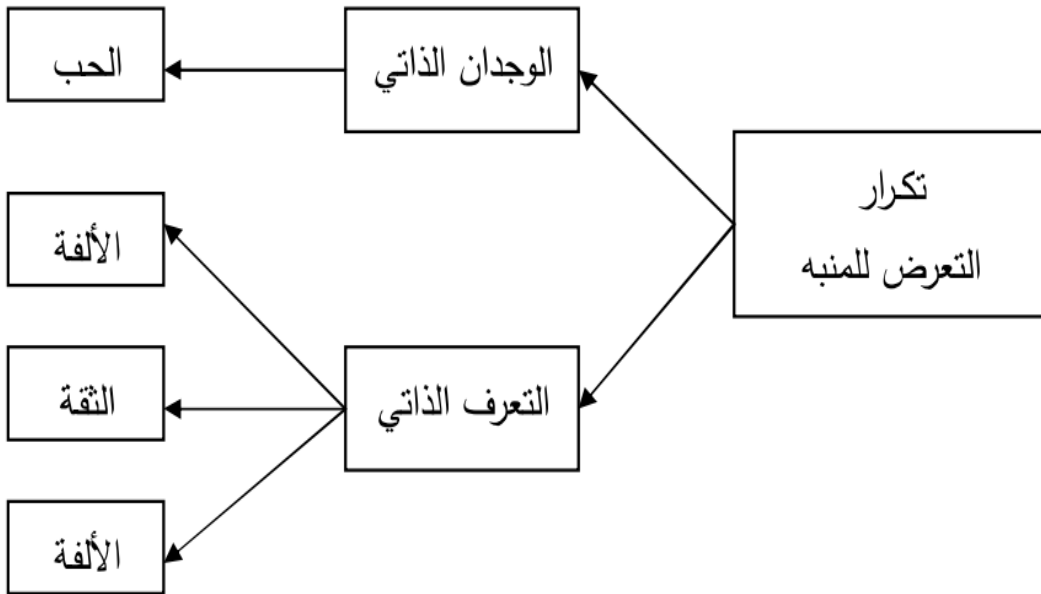 تكرار
التعرض للمنبه
الوجدان الذاتي
الحب
التعرف الذاتي
الألفة
الثقة
الألفة